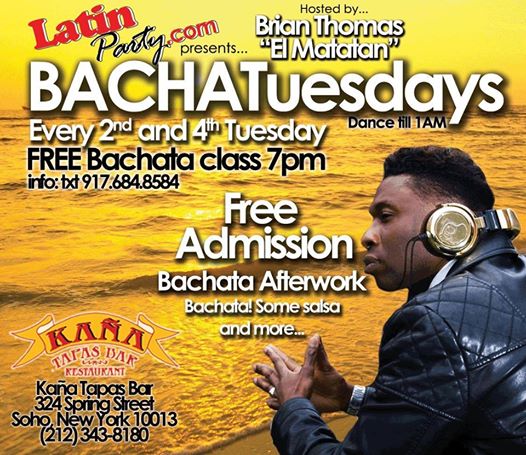 Latin
Party.com
presents...
Hosted by...
Brian Thomas
"El Matatan"
BACHATuesdays
Dance till 1AM
Every 2nd and 4th Tuesday
FREE Bachata class 7pm
info: txt 917.684.8584
Free
Admission
Bachata Afterwork
Bachata! Some salsa
and more...
KAÑA
TAPAS BAR
RESTAURANT
Kaña Tapas Bar
324 Spring Street
Soho, New York 10013
(212) 343-8180